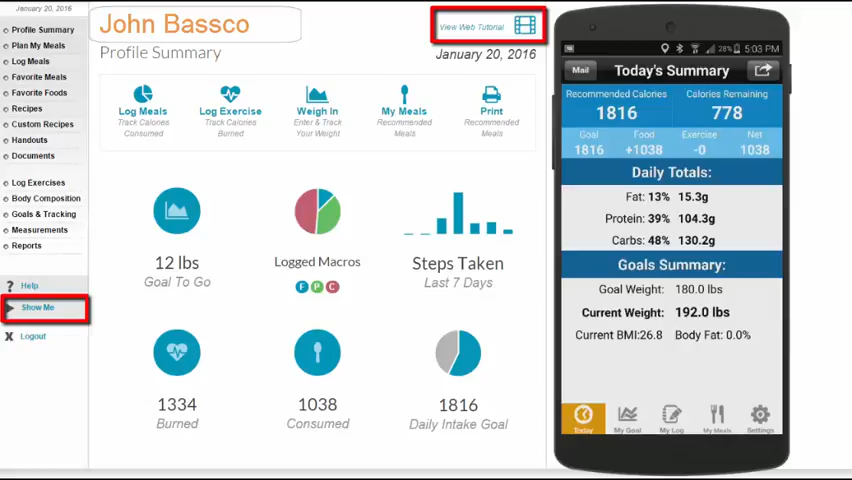 January 20, 2016
Profile Summary
Plan My Meals
Log Meals
Favorite Meals
Favorite Foods
Recipes
Custom Recipes
Handouts
Documents
Log Exercises
Body Composition
Goals & Tracking
Measurements
Reports
? Help
Show Me
X Logout
John Bassco
View Web Tutorial
Profile Summary
January 20, 2016
Log Meals
Track Calories
Consumed
Log Exercise
Track Calories
Burned
Weigh In
Enter & Track
Your Weight
My Meals
Recommended
Meals
Print
Recommended
Meals
12 lbs
Goal To Go
Logged Macros
F P C
Steps Taken
Last 7 Days
1334
Burned
1038
Consumed
1816
Daily Intake Goal
28% 5:03 PM
Mail
Today's Summary
Recommended Calories Calories Remaining
1816 778
Goal Food Exercise Net
1816 +1038 -0 1038
Daily Totals:
Fat: 13% 15.3g
Protein: 39% 104.3g
Carbs: 48% 130.2g
Goals Summary:
Goal Weight: 180.0 lbs
Current Weight: 192.0 lbs
Current BMI:26.8 Body Fat: 0.0%
Today My Goal My Log My Meals Settings